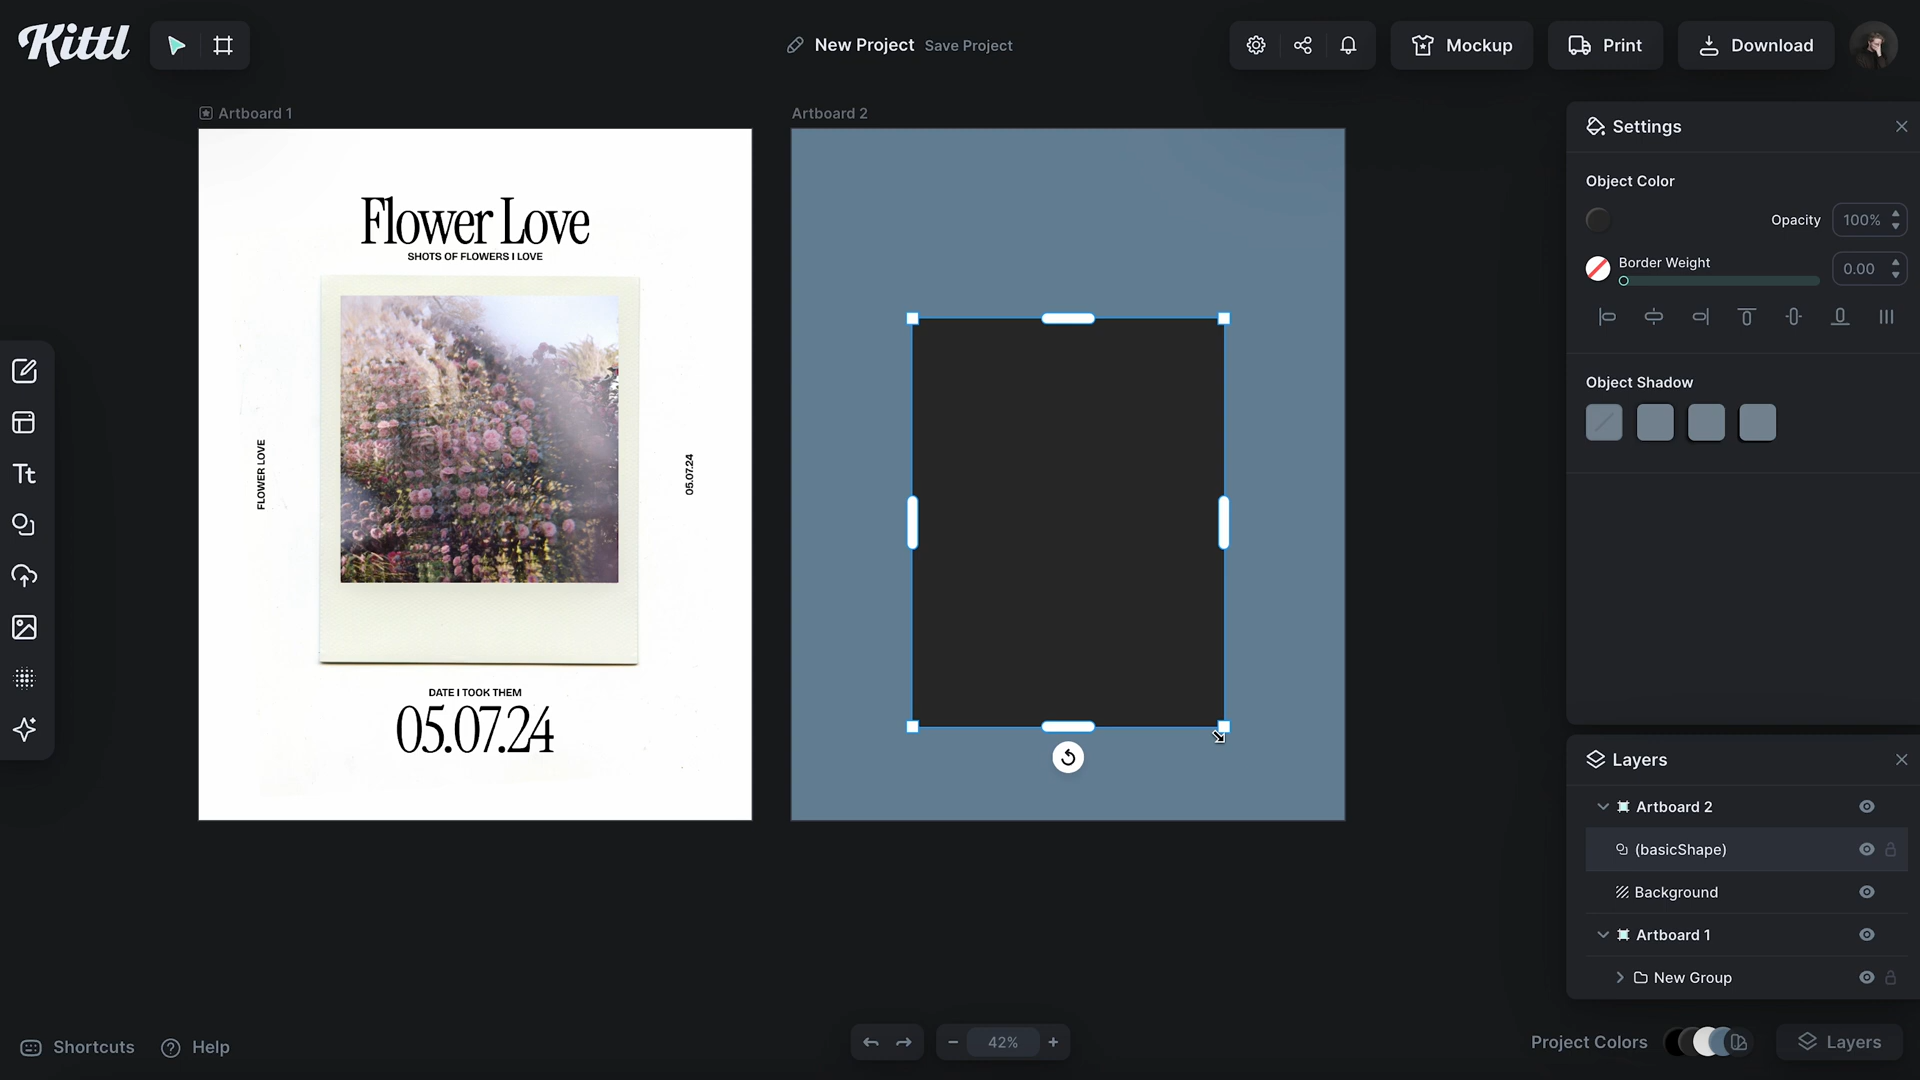 Kittl
New Project Save Project
Mockup
Print
Download
Artboard 1
Artboard 2
Flower Love
SHOTS OF FLOWERS I LOVE
FLOWER LOVE
05.07.24
DATE I TOOK THEM
05.07.24
Tt
Settings
Object Color
Opacity 100%
Border Weight 0.00
Object Shadow
Layers
Artboard 2
(basicShape)
Background
Artboard 1
New Group
Shortcuts
Help
42%
Project Colors
Layers